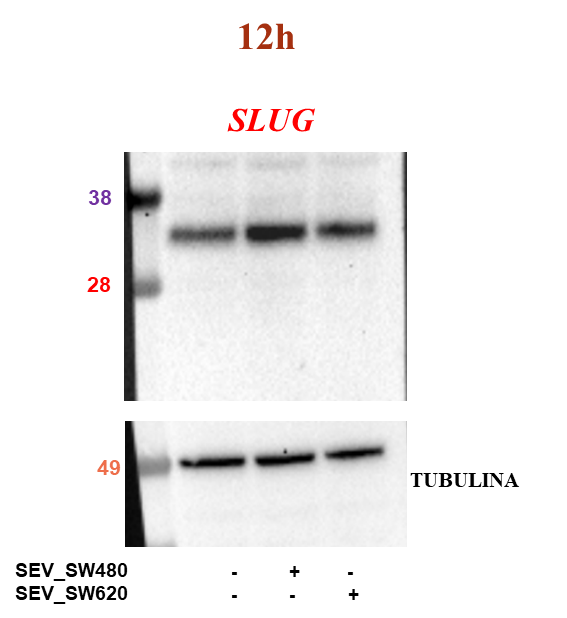 12h
SLUG
38
28
49
TUBULINA
SEV_SW480 - + -
SEV_SW620 - - +